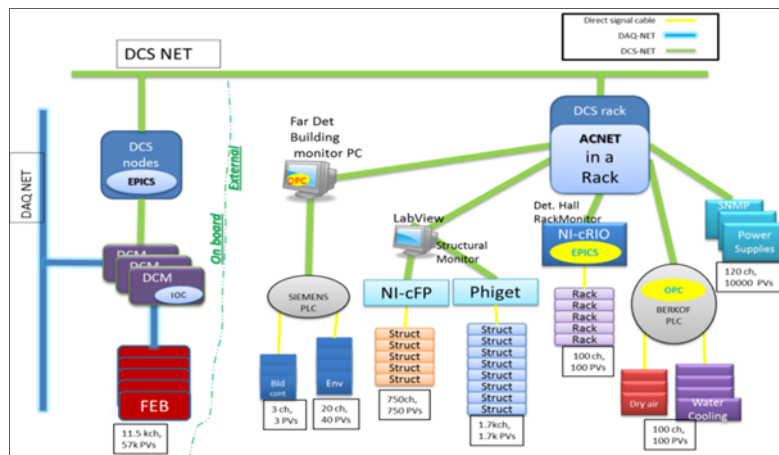 DCS NET
Direct signal cable
DAQ-NET
DCS-NET
DAQ NET
DCS
nodes
EPICS
External
On board
DCM
DCM
DCM
IOC
FEB
11.5 kch,
57k PVs
Far Det
Building
monitor PC
OPC
SIEMENS
PLC
Bld
cont
Env
3 ch,
3 PVs
20 ch,
40 PVs
LabView
Structural
Monitor
NI-cFP
Phiget
Struct
Struct
Struct
Struct
Struct
750ch,
750 PVs
Struct
Struct
Struct
Struct
Struct
Struct
Struct
Struct
1.7kch,
1.7k PVs
DCS rack
ACNET
in a
Rack
Det. Hall
RackMonitor
NI-cRIO
EPICS
Rack
Rack
Rack
Rack
Rack
100 ch,
100 PVs
SNMP
Power
Supplies
120 ch,
10000 PVs
OPC
BERKOF
PLC
Dry air
Water
Cooling
100 ch,
100 PVs